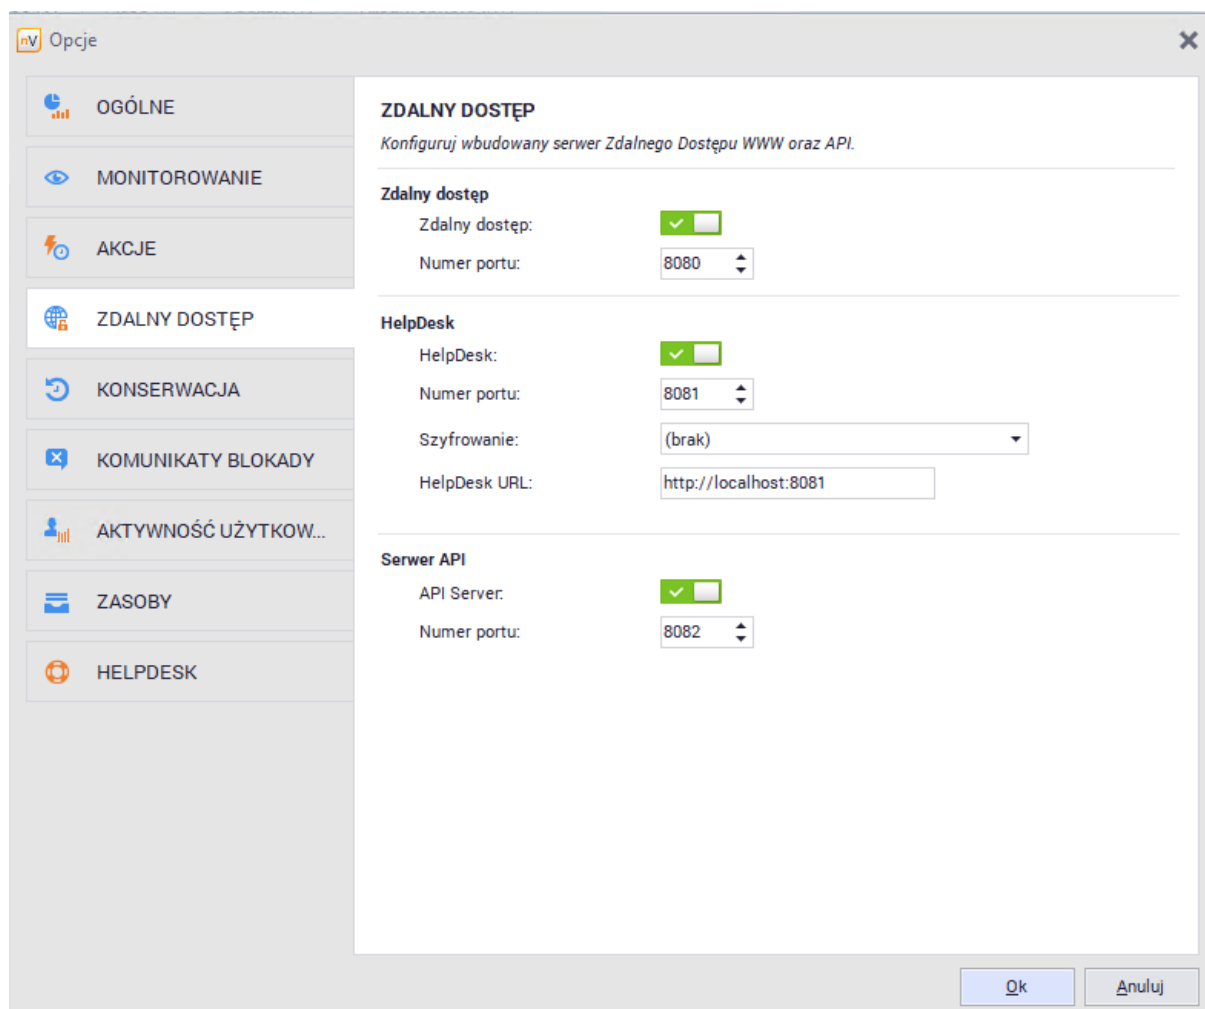 nV Opcje
OGÓLNE
MONITOROWANIE
AKCJE
ZDALNY DOSTĘP
KONSERWACJA
KOMUNIKATY BLOKADY
AKTYWNOŚĆ UŻYTKOW...
ZASOBY
HELPDESK
ZDALNY DOSTĘP
Konfiguruj wbudowany serwer Zdalnego Dostępu WWW oraz API.
Zdalny dostęp
Zdalny dostęp:
Numer portu: 8080
HelpDesk
HelpDesk:
Numer portu: 8081
Szyfrowanie: (brak)
HelpDesk URL: http://localhost:8081
Serwer API
API Server:
Numer portu: 8082
Ok Anuluj